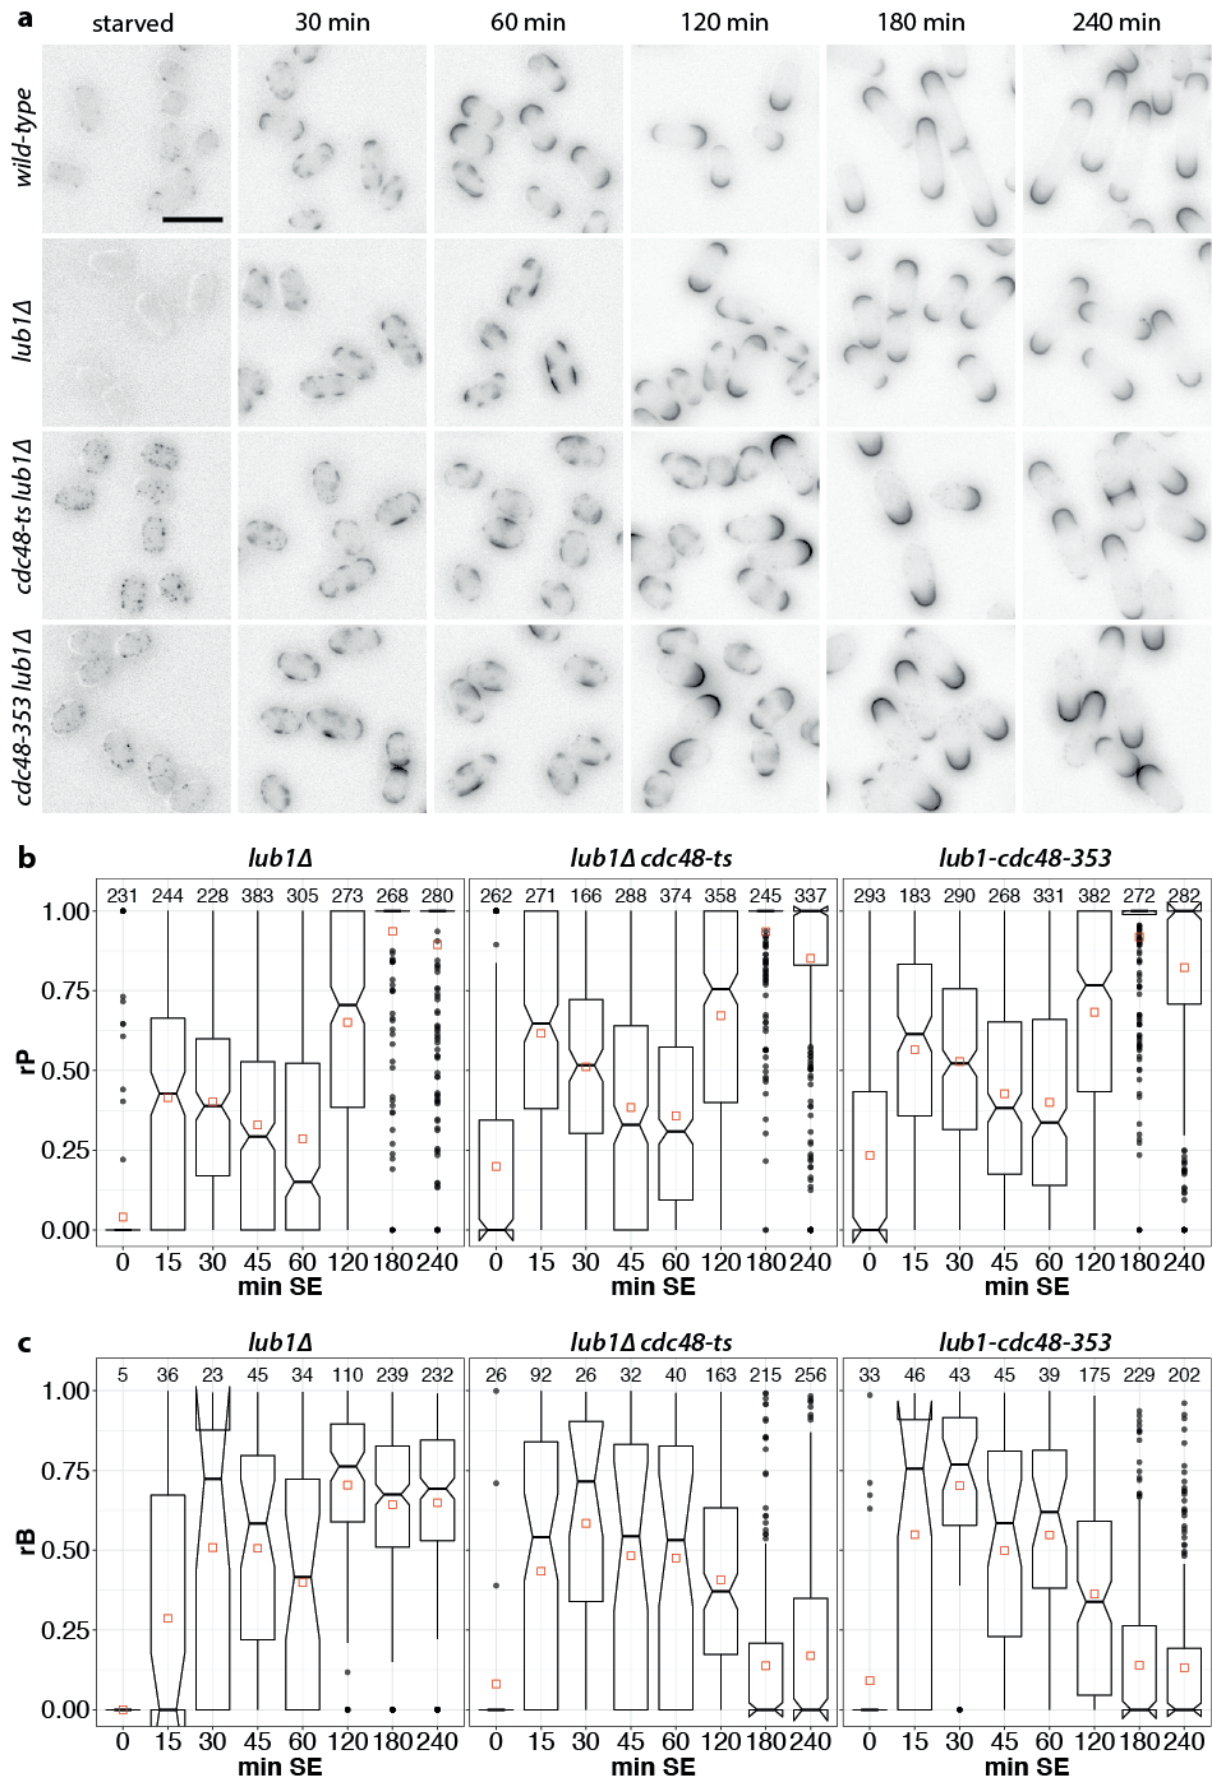 a
starved 30 min 60 min 120 min 180 min 240 min
wild-type
lub1Δ
cdc48-ts lub1Δ
cdc48-353 lub1Δ
b
lub1Δ lub1Δ cdc48-ts lub1-cdc48-353
231 244 228 383 305 273 268 280 262 271 166 288 374 358 245 337 293 183 290 268 331 382 272 282
1.00
0.75
rP
0.50
0.25
0.00
0 15 30 45 60 120 180 240 0 15 30 45 60 120 180 240 0 15 30 45 60 120 180 240
min SE min SE min SE
c
lub1Δ lub1Δ cdc48-ts lub1-cdc48-353
5 36 23 45 34 110 239 232 26 92 26 32 40 163 215 256 33 46 43 45 39 175 229 202
1.00
0.75
rB
0.50
0.25
0.00
0 15 30 45 60 120 180 240 0 15 30 45 60 120 180 240 0 15 30 45 60 120 180 240
min SE min SE min SE